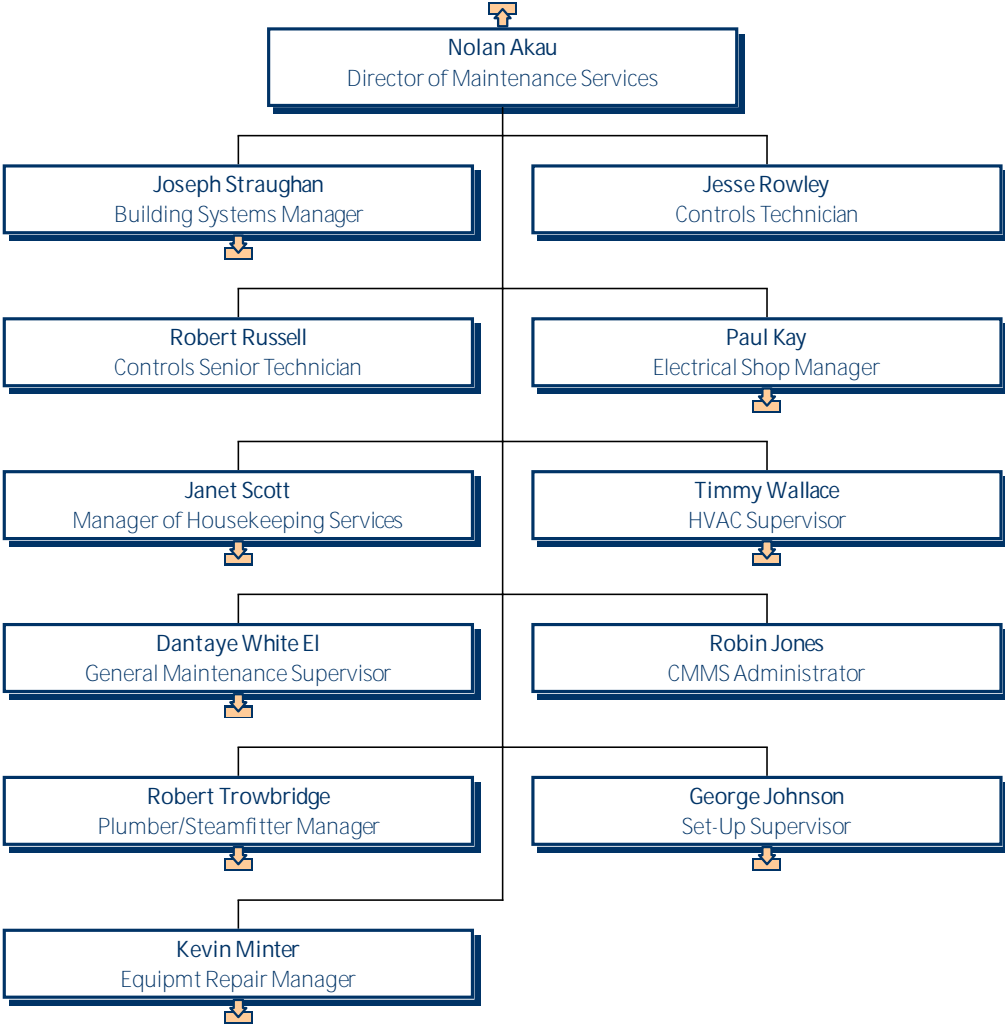 Nolan Akau
Director of Maintenance Services
Joseph Straughan
Building Systems Manager
Jesse Rowley
Controls Technician
Robert Russell
Controls Senior Technician
Paul Kay
Electrical Shop Manager
Janet Scott
Manager of Housekeeping Services
Timmy Wallace
HVAC Supervisor
Dantaye White El
General Maintenance Supervisor
Robin Jones
CMMS Administrator
Robert Trowbridge
Plumber/Steamfitter Manager
George Johnson
Set-Up Supervisor
Kevin Minter
Equipmt Repair Manager